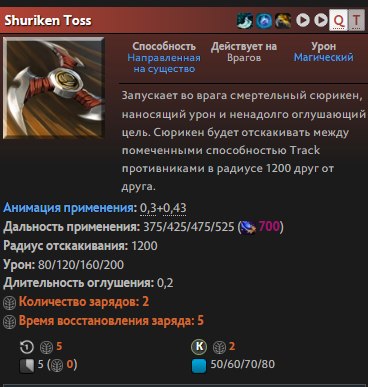 Shuriken Toss
Q T
Способность
Направленная
на существо
Действует на
Врагов
Урон
Магический
Запускает во врага смертельный сюрикен,
наносящий урон и ненадолго оглушающий
цель. Сюрикен будет отскакивать между
помеченными способностью Track
противниками в радиусе 1200 друг от
друга.
Анимация применения: 0,3+0,43
Дальность применения: 375/425/475/525 (700)
Радиус отскакивания: 1200
Урон: 80/120/160/200
Длительность оглушения: 0,2
Количество зарядов: 2
Время восстановления заряда: 5
5
K 2
5 (0)
50/60/70/80